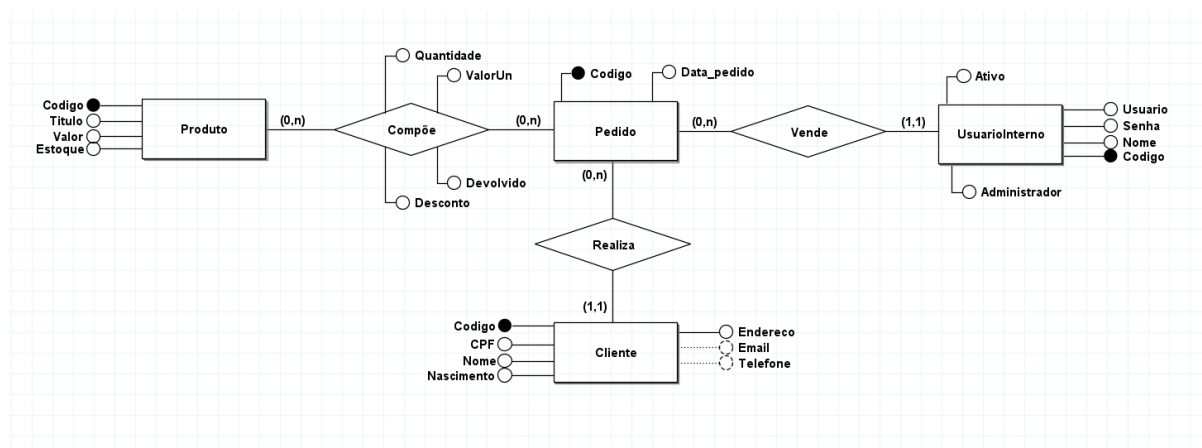 Quantidade
Codigo
Data_pedido
ValorUn
Ativo
Codigo
Titulo
Valor
Estoque
Produto
(0,n)
Compõe
(0,n)
Pedido
(0,n)
Vende
(1,1)
UsuarioInterno
Usuario
Senha
Nome
Codigo
Devolvido
Desconto
(0,n)
Administrador
Realiza
(1,1)
Codigo
CPF
Nome
Nascimento
Cliente
Endereco
Email
Telefone